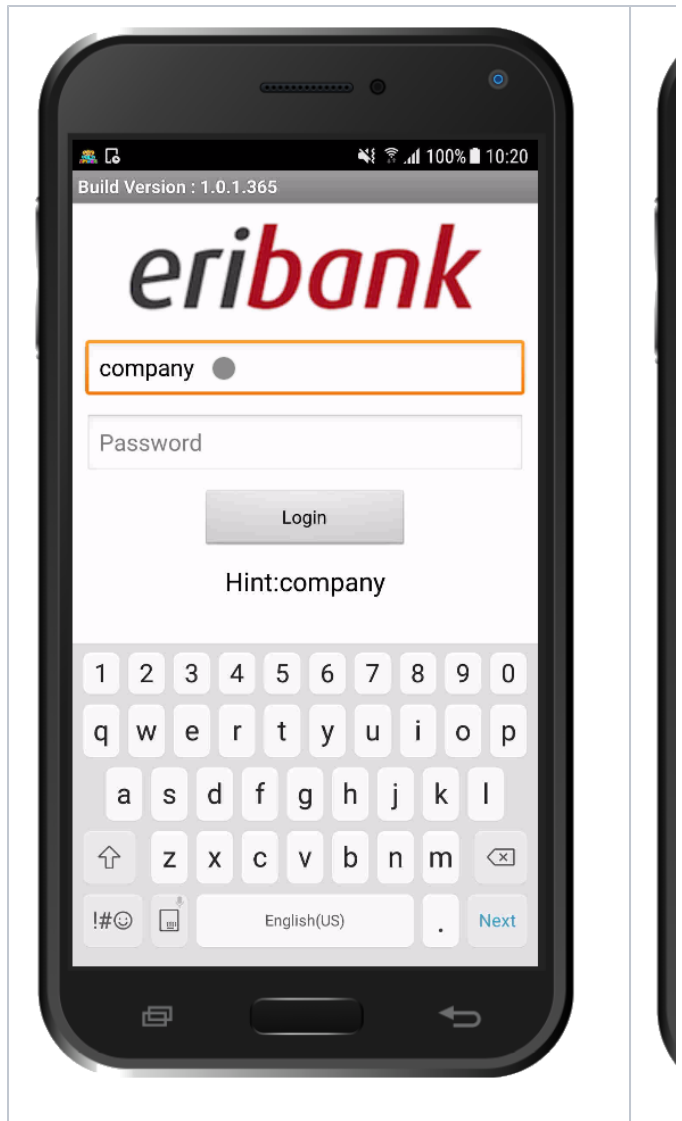 100% 10:20
Build Version : 1.0.1.365
eribank
company
Password
Login
Hint:company
1 2 3 4 5 6 7 8 9 0
q w e r t y u i o p
a s d f g h j k l
z x c v b n m
!#☺ English(US) . Next